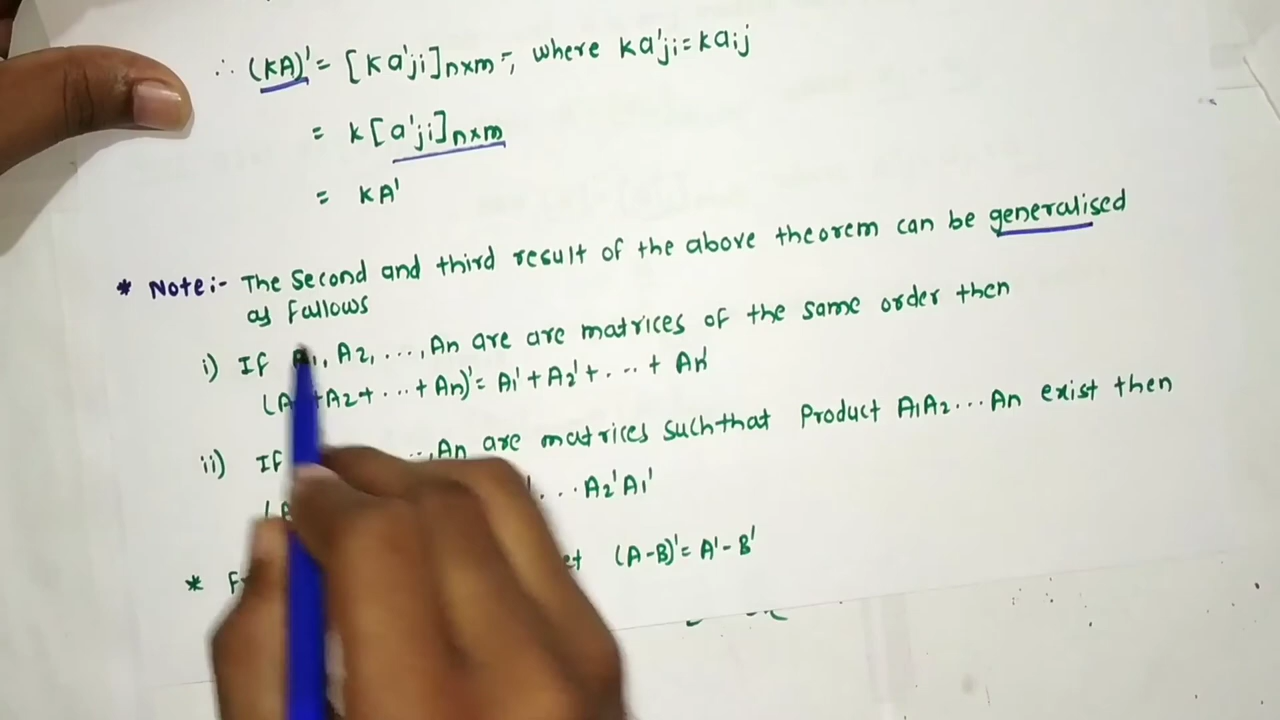 ∴ (KA)' = [Ka'ji]nxm, where Ka'ji = Kaij
= K[a'ji]nxm
= KA'
* Note:- The second and third result of the above theorem can be generalised
as follows
i) If A1, A2, ..., An are are matrices of the same order then
+A2+ ... + An)' = A1' + A2' + ... + An'
ii) If ..., An are matrices suchthat Product A1A2...An exist then
... A2'A1'
* (A-B)' = A' - B'